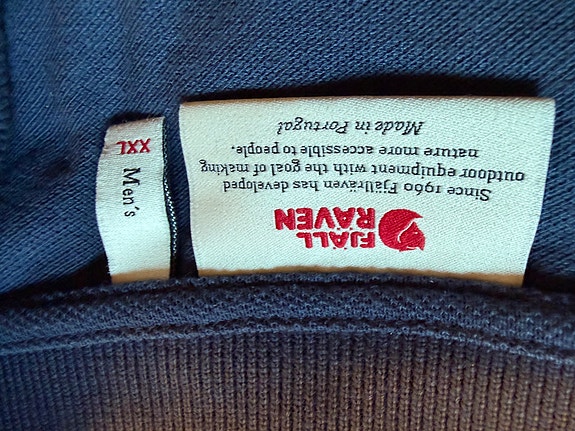 FJÄLL
RÄVEN
Since 1960 Fjällräven has developed
outdoor equipment with the goal of making
nature more accessible to people.
Made in Portugal
XXL
Men's